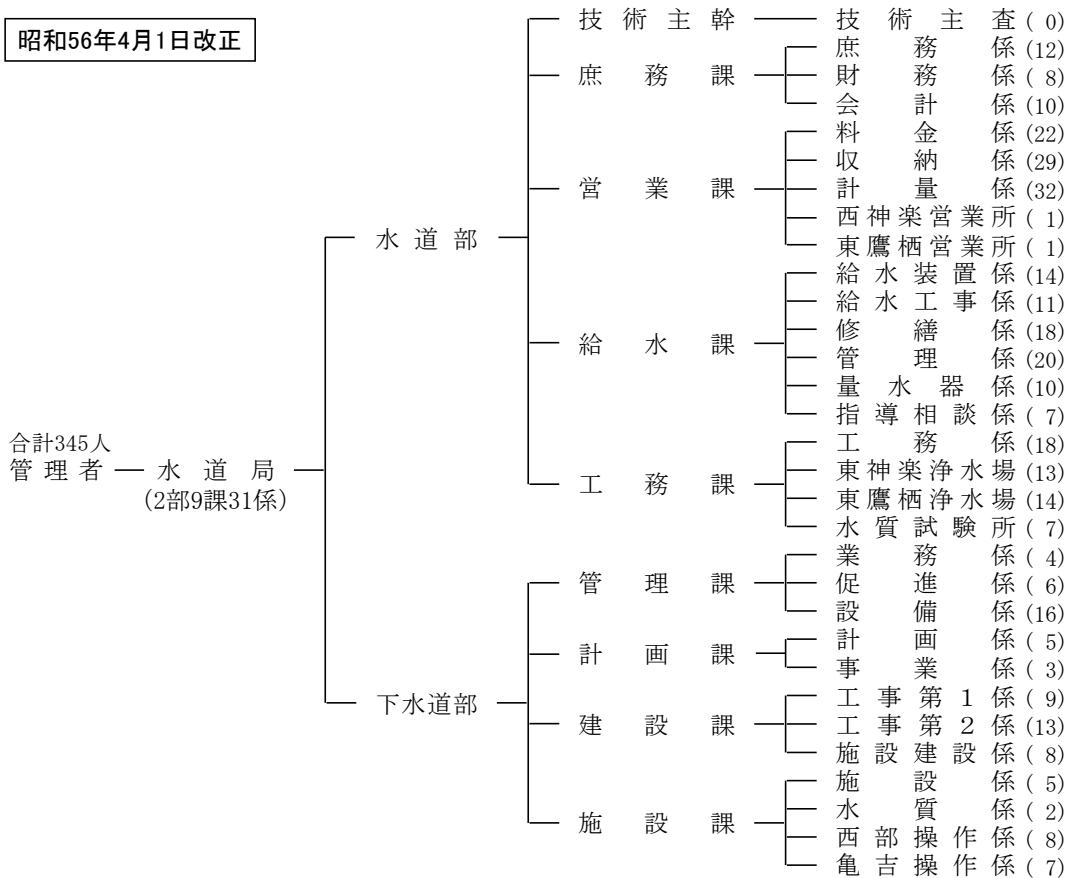 昭和56年4月1日改正
技術主幹 技術主査 ( 0)
庶務係 (12)
庶務課 財務係 ( 8)
会計係 (10)
料金係 (22)
収納係 (29)
営業課 計量係 (32)
西神楽営業所 ( 1)
水道部 東鷹栖営業所 ( 1)
給水装置係 (14)
給水工事係 (11)
給水課 修繕係 (18)
管理係 (20)
量水器係 (10)
指導相談係 ( 7)
合計345人 工務係 (18)
管理者 水道局 東神楽浄水場 (13)
(2部9課31係) 工務課 東鷹栖浄水場 (14)
水質試験所 ( 7)
業務係 ( 4)
管理課 促進係 ( 6)
設備係 (16)
計画課 計画係 ( 5)
事業係 ( 3)
下水道部 工事第1係 ( 9)
建設課 工事第2係 (13)
施設建設係 ( 8)
施設係 ( 5)
水質係 ( 2)
施設課 西部操作係 ( 8)
亀吉操作係 ( 7)